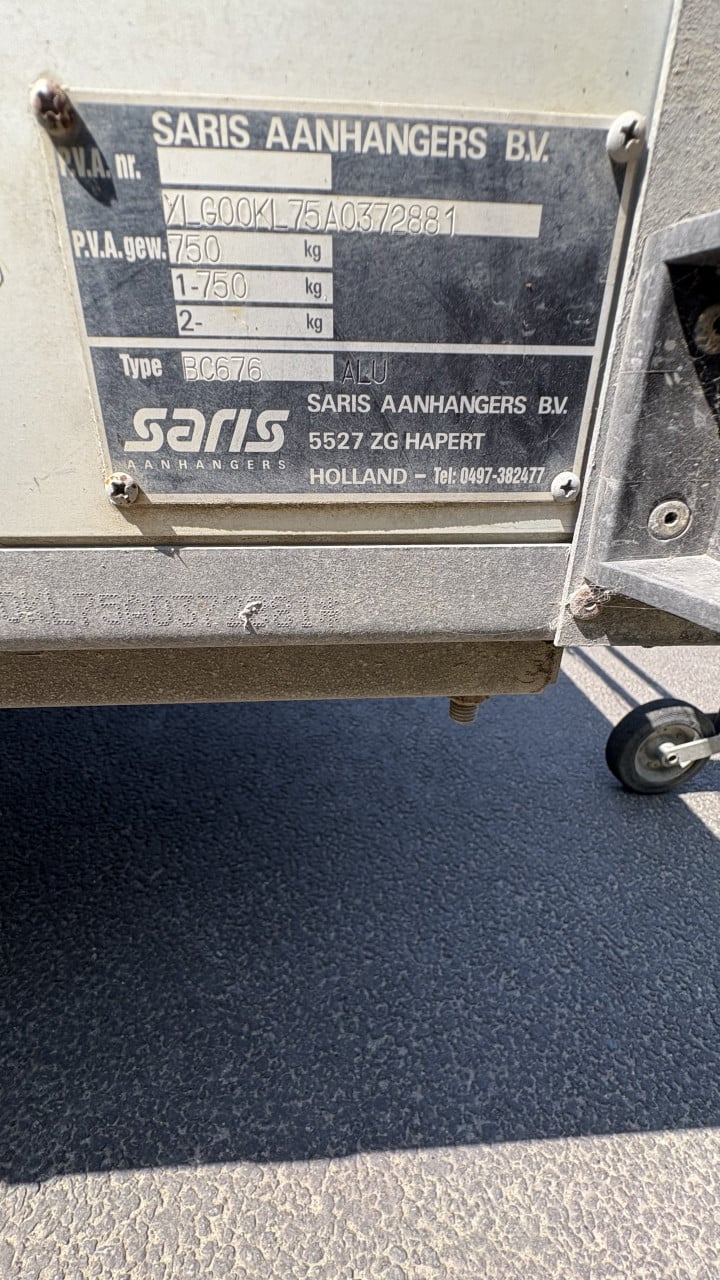 SARIS AANHANGERS B.V.
P.V.A. nr.
XLG00KL75A0372881
P.V.A. gew. 750 kg
1-750 kg
2- kg
Type BC676 ALU
saris
AANHANGERS
SARIS AANHANGERS B.V.
5527 ZG HAPERT
HOLLAND - Tel: 0497-382477